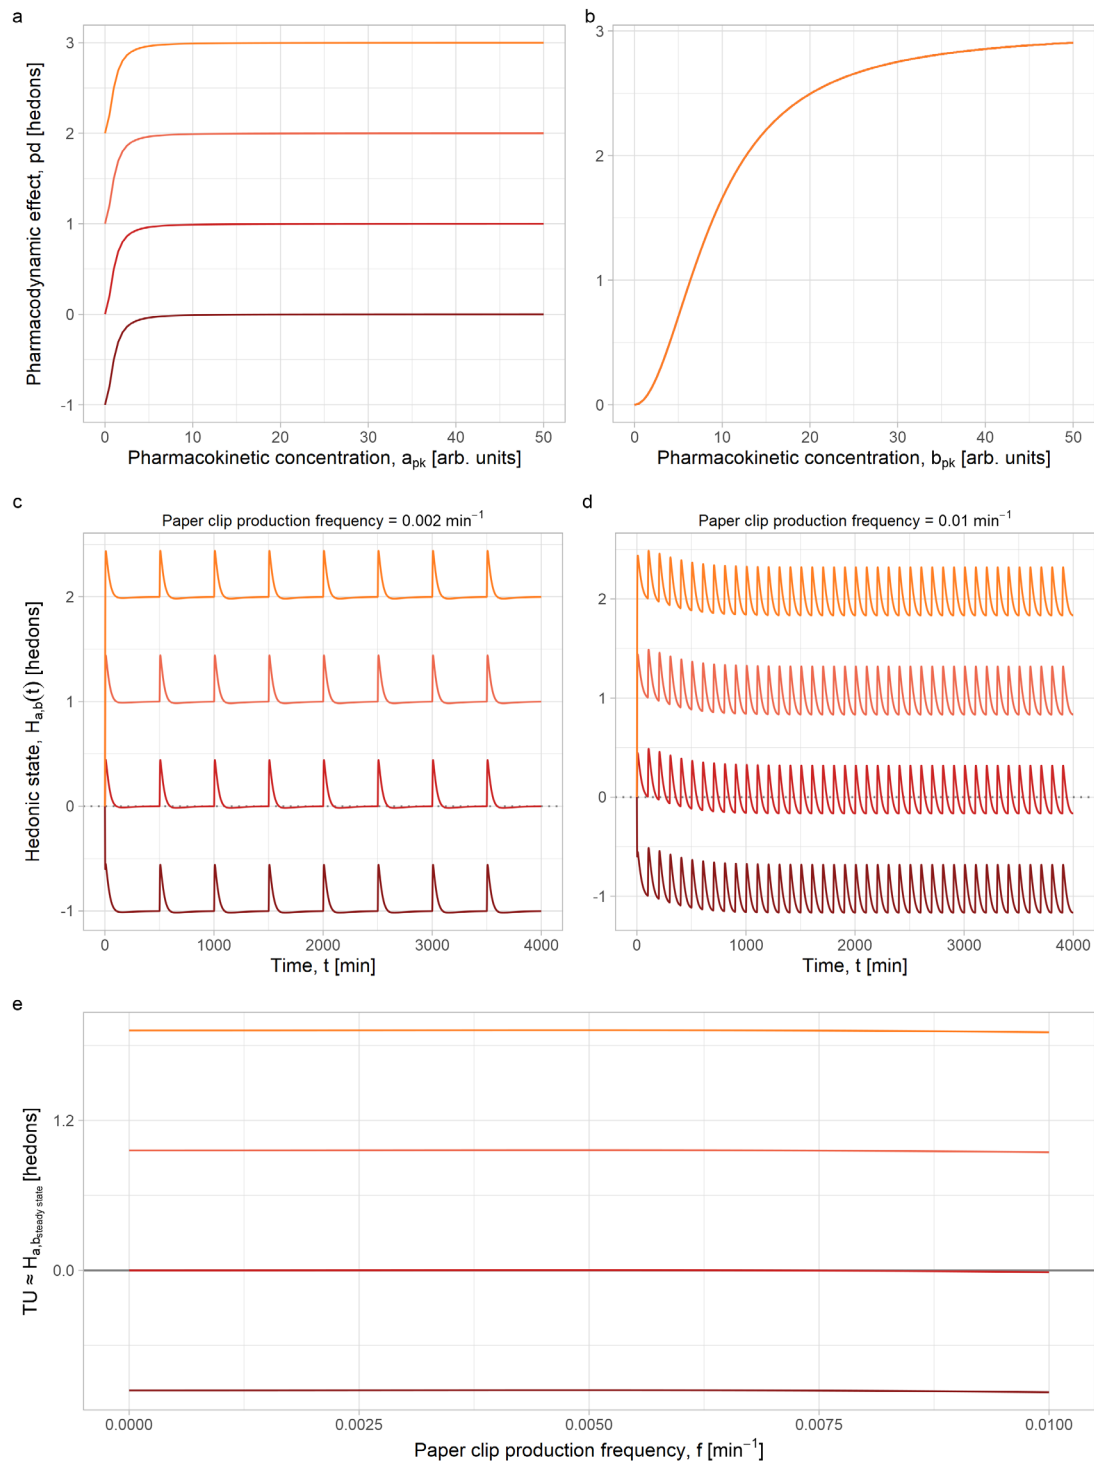 a
b
3
2
1
0
-1
Pharmacodynamic effect, pd [hedons]
0 10 20 30 40 50
Pharmacokinetic concentration, a_pk [arb. units]
3
2
1
0
0 10 20 30 40 50
Pharmacokinetic concentration, b_pk [arb. units]
c
d
Paper clip production frequency = 0.002 min⁻¹
2
1
0
-1
Hedonic state, H_a,b(t) [hedons]
0 1000 2000 3000 4000
Time, t [min]
Paper clip production frequency = 0.01 min⁻¹
2
1
0
-1
0 1000 2000 3000 4000
Time, t [min]
e
1.2
0.0
TU ≈ H_a,b_steady state [hedons]
0.0000 0.0025 0.0050 0.0075 0.0100
Paper clip production frequency, f [min⁻¹]